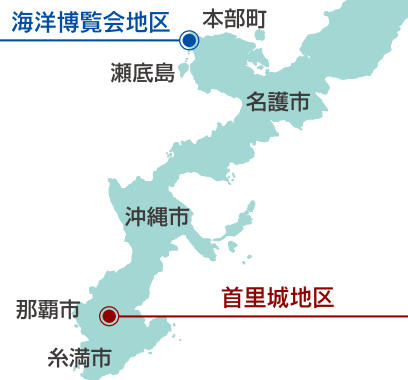 海洋博覧会地区
本部町
瀬底島
名護市
沖縄市
首里城地区
那覇市
糸満市